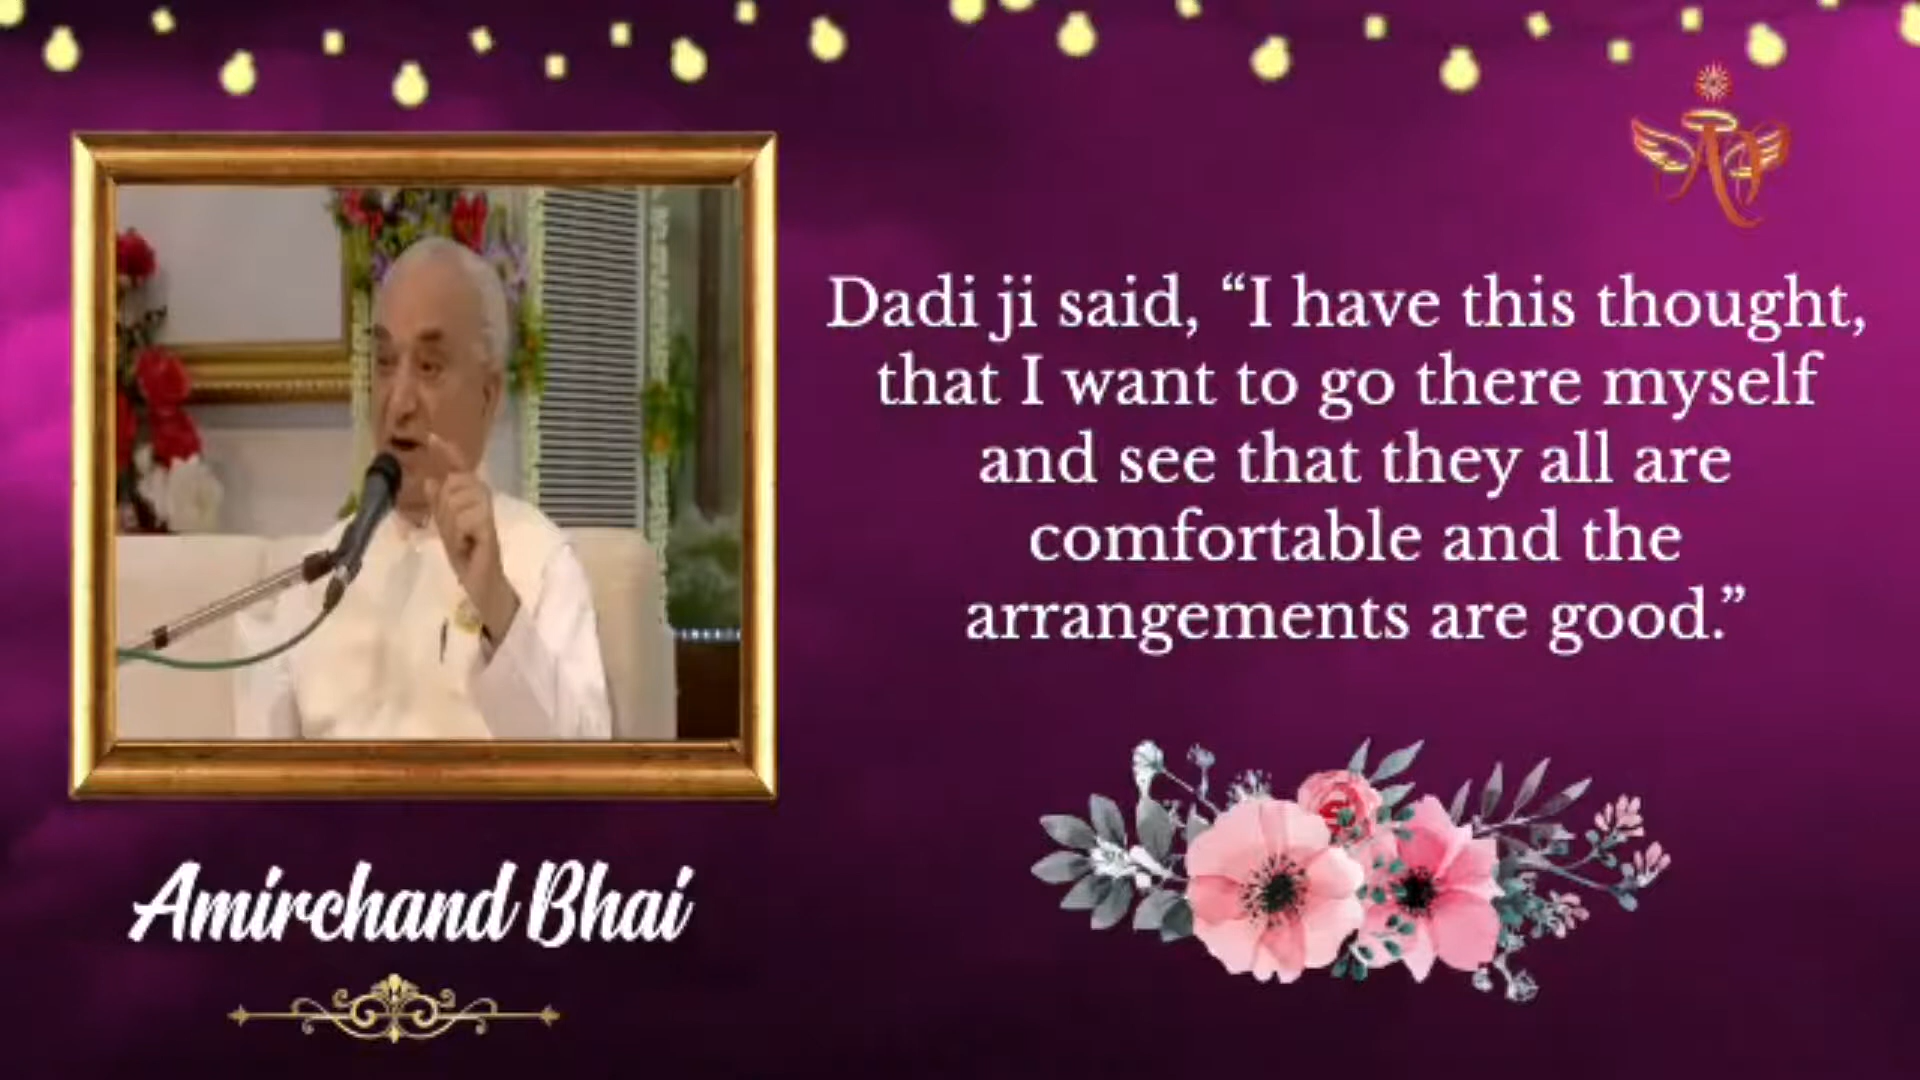 Dadi ji said, “I have this thought,
that I want to go there myself
and see that they all are
comfortable and the
arrangements are good.”
Amirchand Bhai